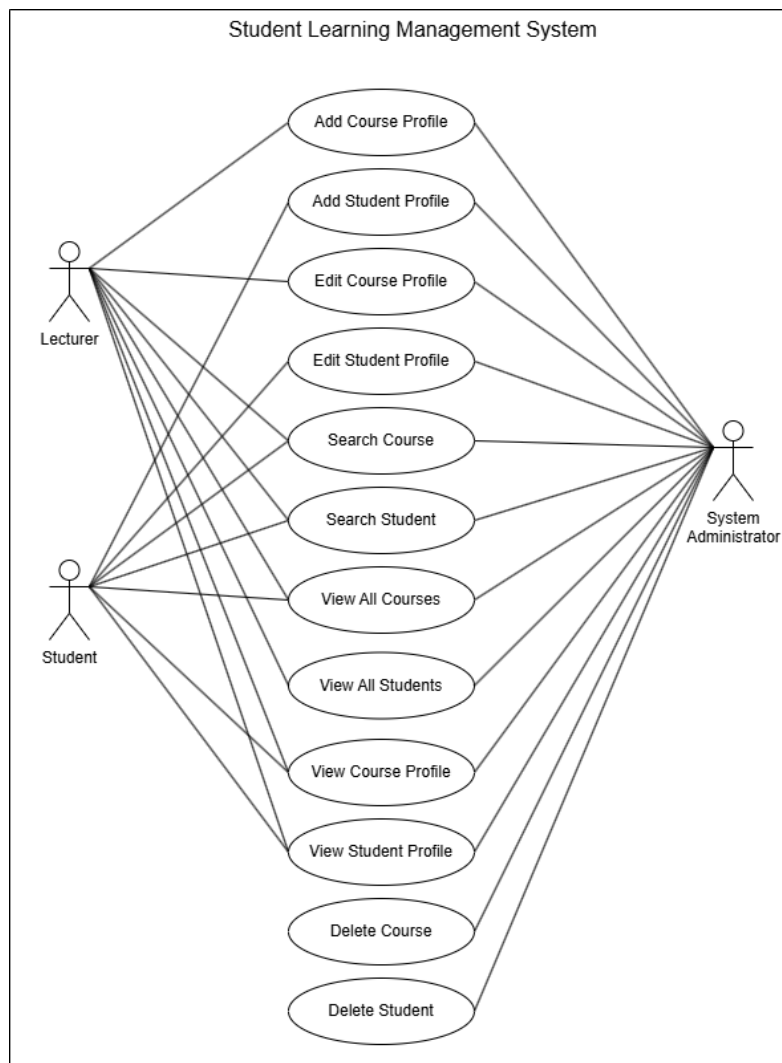 Student Learning Management System
Add Course Profile
Add Student Profile
Lecturer
Edit Course Profile
Edit Student Profile
Search Course
Search Student
System
Administrator
Student
View All Courses
View All Students
View Course Profile
View Student Profile
Delete Course
Delete Student